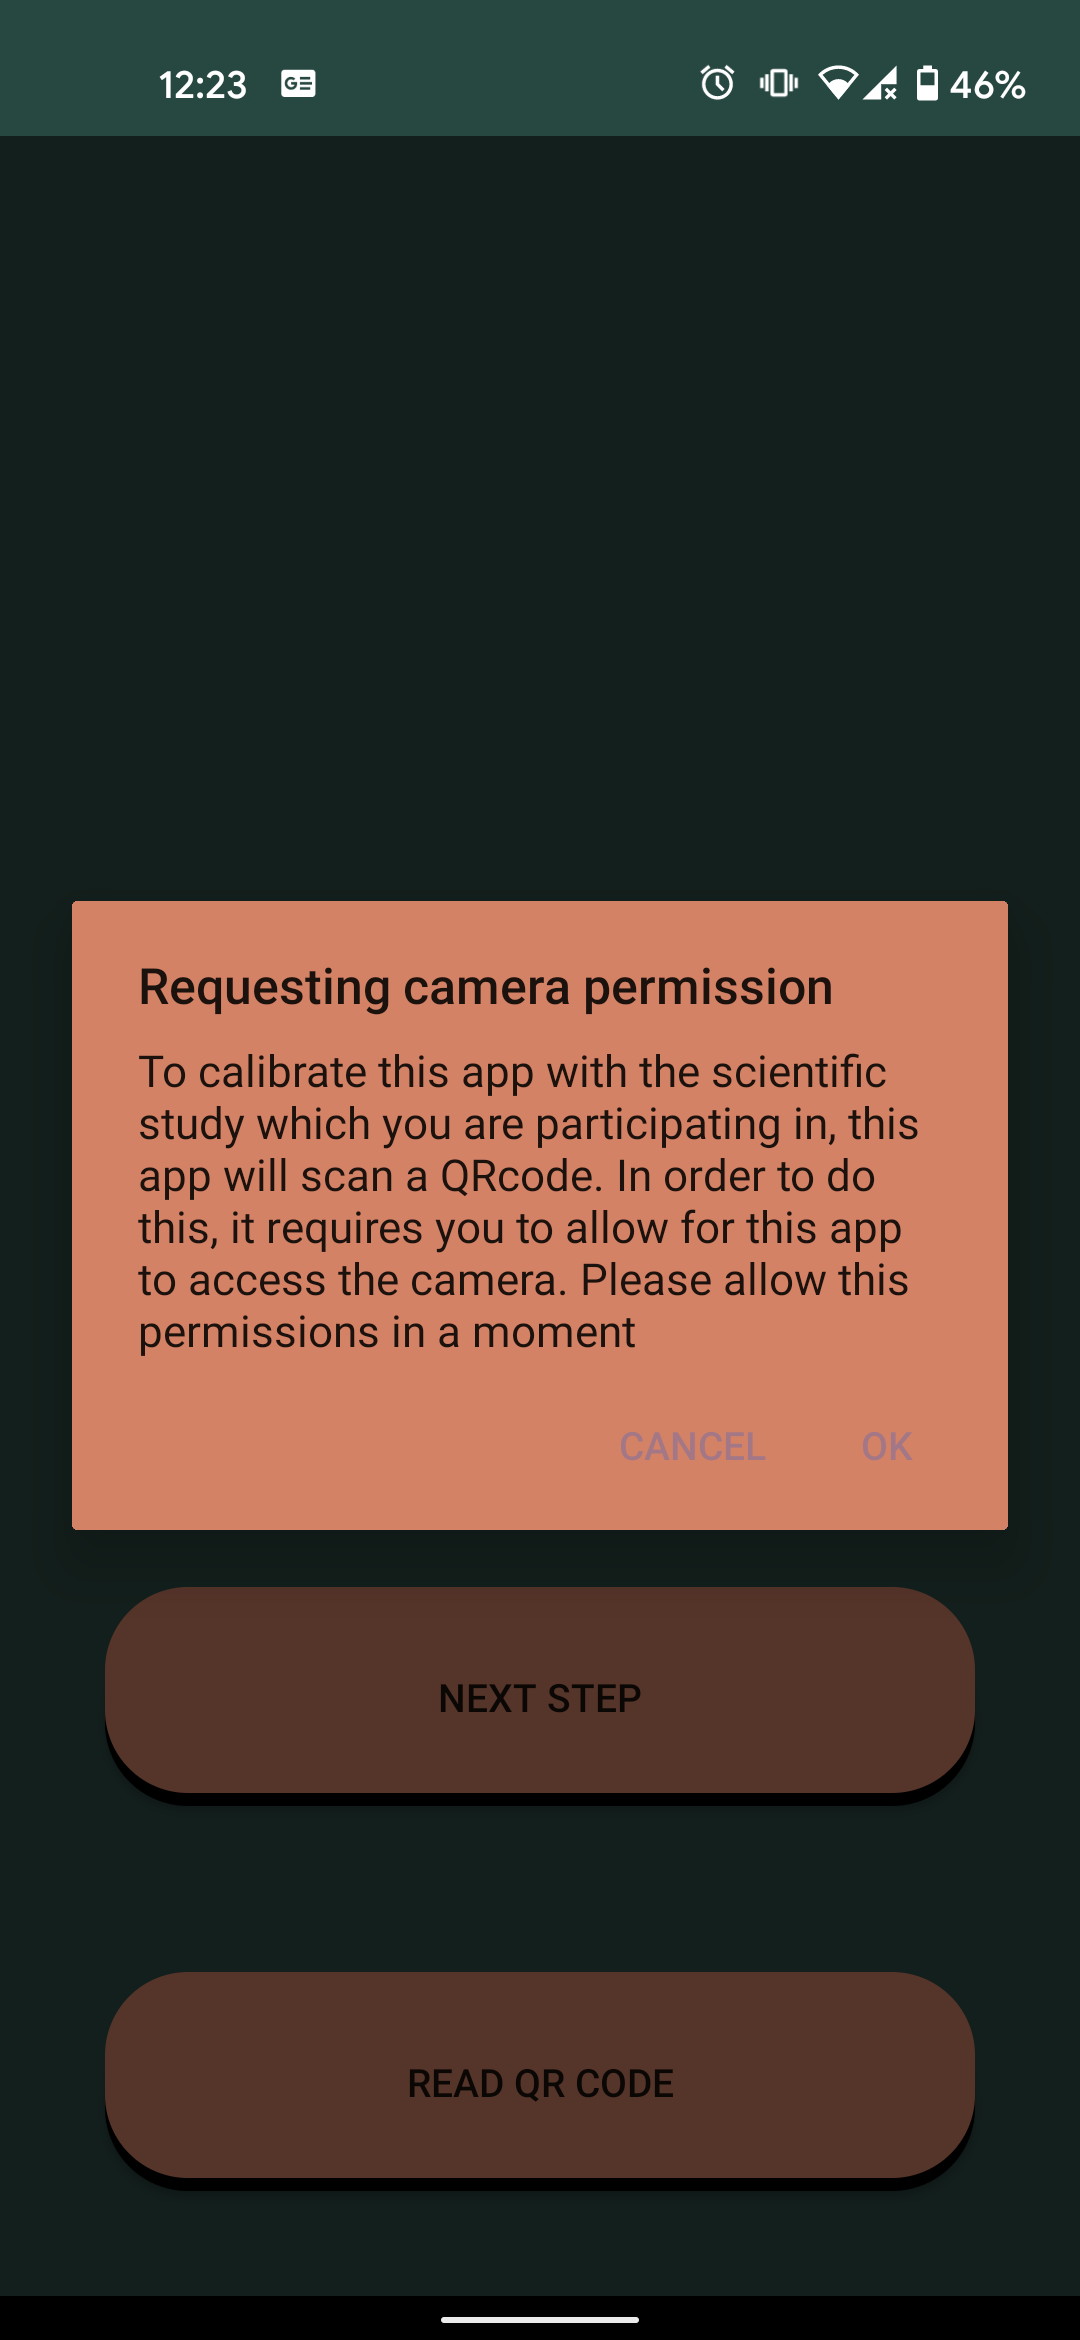 12:23
46%
Requesting camera permission
To calibrate this app with the scientific
study which you are participating in, this
app will scan a QRcode. In order to do
this, it requires you to allow for this app
to access the camera. Please allow this
permissions in a moment
CANCEL OK
NEXT STEP
READ QR CODE